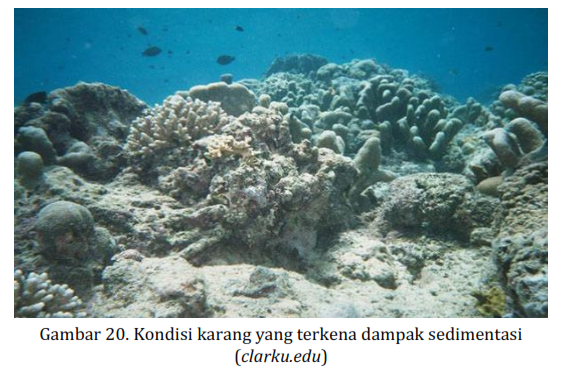 Gambar 20. Kondisi karang yang terkena dampak sedimentasi
(clarku.edu)